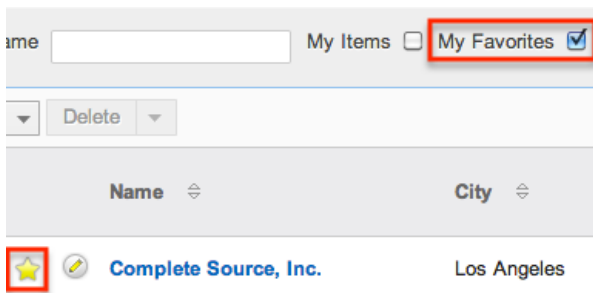 ame My Items My Favorites
Delete
Name City
Complete Source, Inc. Los Angeles